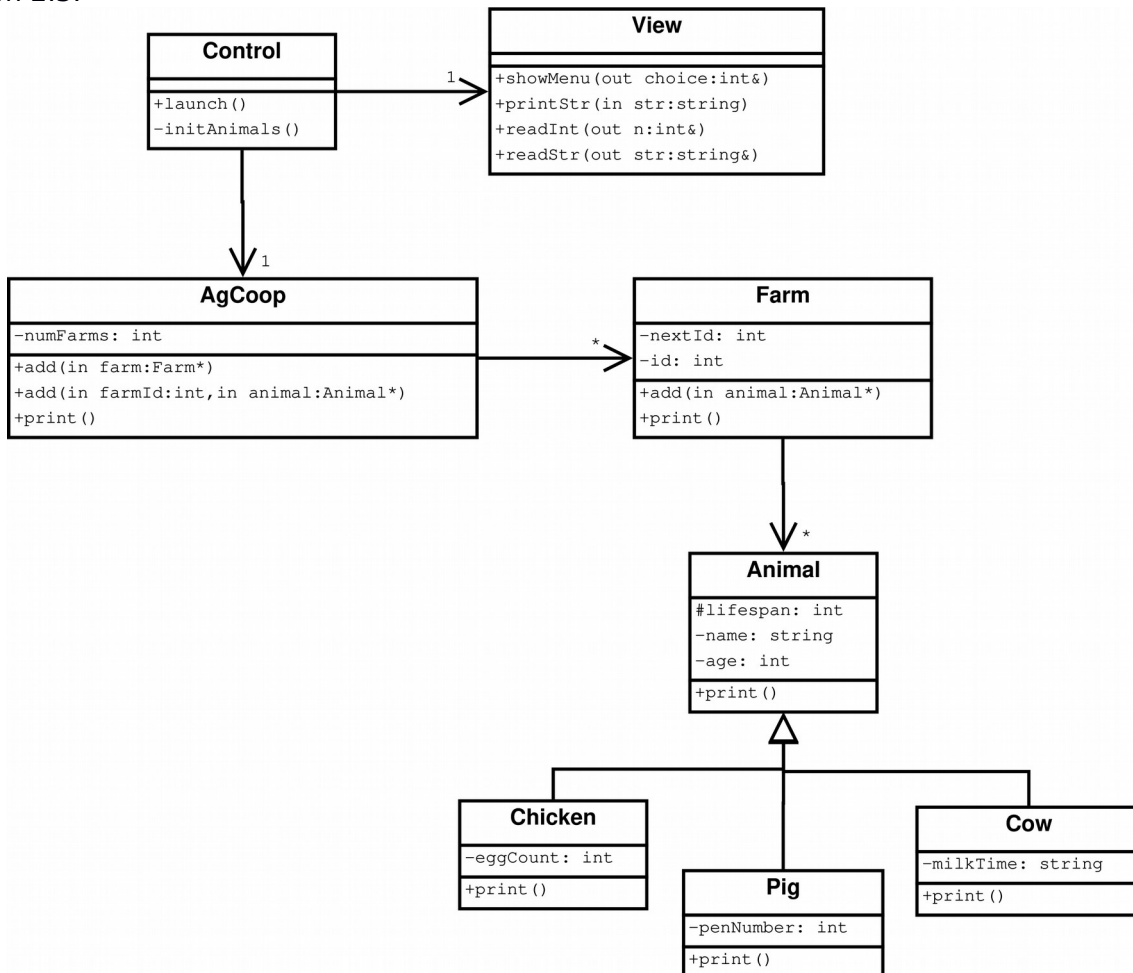 Control
+launch()
-initAnimals()
View
+showMenu(out choice:int&)
+printStr(in str:string)
+readInt(out n:int&)
+readStr(out str:string&)
1
1
AgCoop
-numFarms: int
+add(in farm:Farm*)
+add(in farmId:int,in animal:Animal*)
+print()
*
Farm
-nextId: int
-id: int
+add(in animal:Animal*)
+print()
*
Animal
#lifespan: int
-name: string
-age: int
+print()
Chicken
-eggCount: int
+print()
Pig
-penNumber: int
+print()
Cow
-milkTime: string
+print()